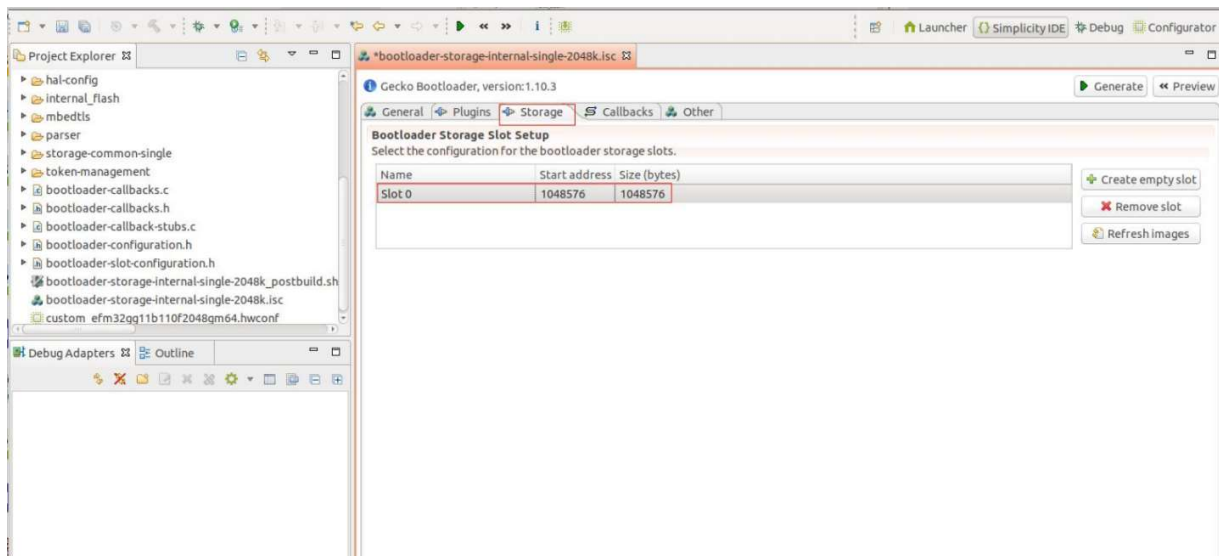 Launcher Simplicity IDE Debug Configurator
Project Explorer
hal-config
internal_flash
mbedtls
parser
storage-common-single
token-management
bootloader-callbacks.c
bootloader-callbacks.h
bootloader-callback-stubs.c
bootloader-configuration.h
bootloader-slot-configuration.h
bootloader-storage-internal-single-2048k_postbuild.sh
bootloader-storage-internal-single-2048k.isc
custom_efm32gg11b110f2048gm64.hwconf
Debug Adapters Outline
*bootloader-storage-internal-single-2048k.isc
Gecko Bootloader, version:1.10.3
Generate Preview
General Plugins Storage Callbacks Other
Bootloader Storage Slot Setup
Select the configuration for the bootloader storage slots.
Name Start address Size (bytes)
Slot 0 1048576 1048576
Create empty slot
Remove slot
Refresh images